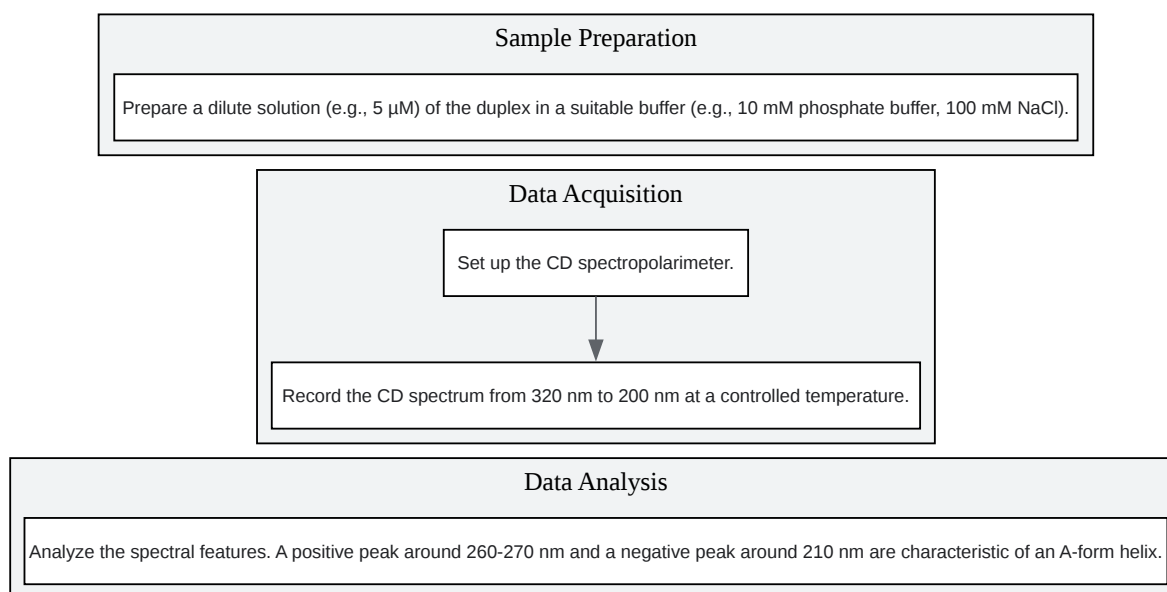 Sample Preparation
Prepare a dilute solution (e.g., 5 µM) of the duplex in a suitable buffer (e.g., 10 mM phosphate buffer, 100 mM NaCl).
Data Acquisition
Set up the CD spectropolarimeter.
Record the CD spectrum from 320 nm to 200 nm at a controlled temperature.
Data Analysis
Analyze the spectral features. A positive peak around 260-270 nm and a negative peak around 210 nm are characteristic of an A-form helix.